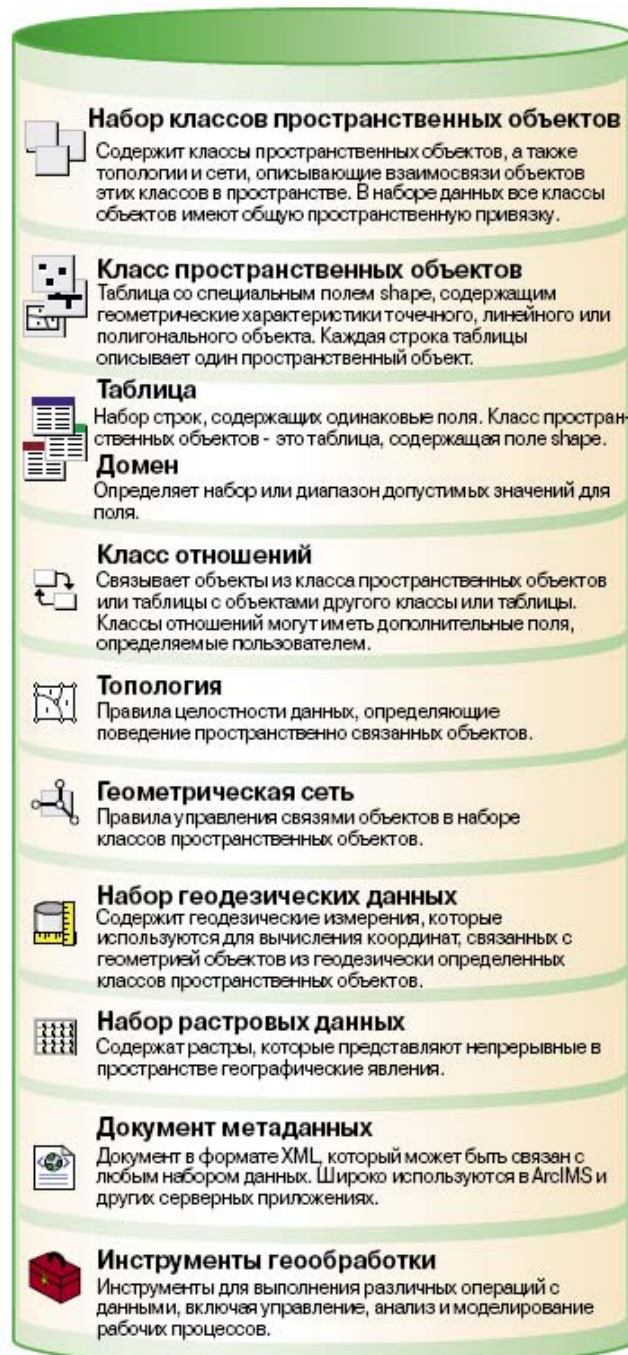 Набор классов пространственных объектов
Содержит классы пространственных объектов, а также
топологии и сети, описывающие взаимосвязи объектов
этих классов в пространстве. В наборе данных все классы
объектов имеют общую пространственную привязку.
Класс пространственных объектов
Таблица со специальным полем shape, содержащим
геометрические характеристики точечного, линейного или
полигонального объекта. Каждая строка таблицы
описывает один пространственный объект.
Таблица
Набор строк, содержащих одинаковые поля. Класс простран-
ственных объектов - это таблица, содержащая поле shape.
Домен
Определяет набор или диапазон допустимых значений для
поля.
Класс отношений
Связывает объекты из класса пространственных объектов
или таблицы с объектами другого классы или таблицы.
Классы отношений могут иметь дополнительные поля,
определяемые пользователем.
Топология
Правила целостности данных, определяющие
поведение пространственно связанных объектов.
Геометрическая сеть
Правила управления связями объектов в наборе
классов пространственных объектов.
Набор геодезических данных
Содержит геодезические измерения, которые
используются для вычисления координат, связанных с
геометрией объектов из геодезически определенных
классов пространственных объектов.
Набор растровых данных
Содержат растры, которые представляют непрерывные в
пространстве географические явления.
Документ метаданных
Документ в формате XML, который может быть связан с
любым набором данных. Широко используются в ArcIMS и
других серверных приложениях.
Инструменты геообработки
Инструменты для выполнения различных операций с
данными, включая управление, анализ и моделирование
рабочих процессов.